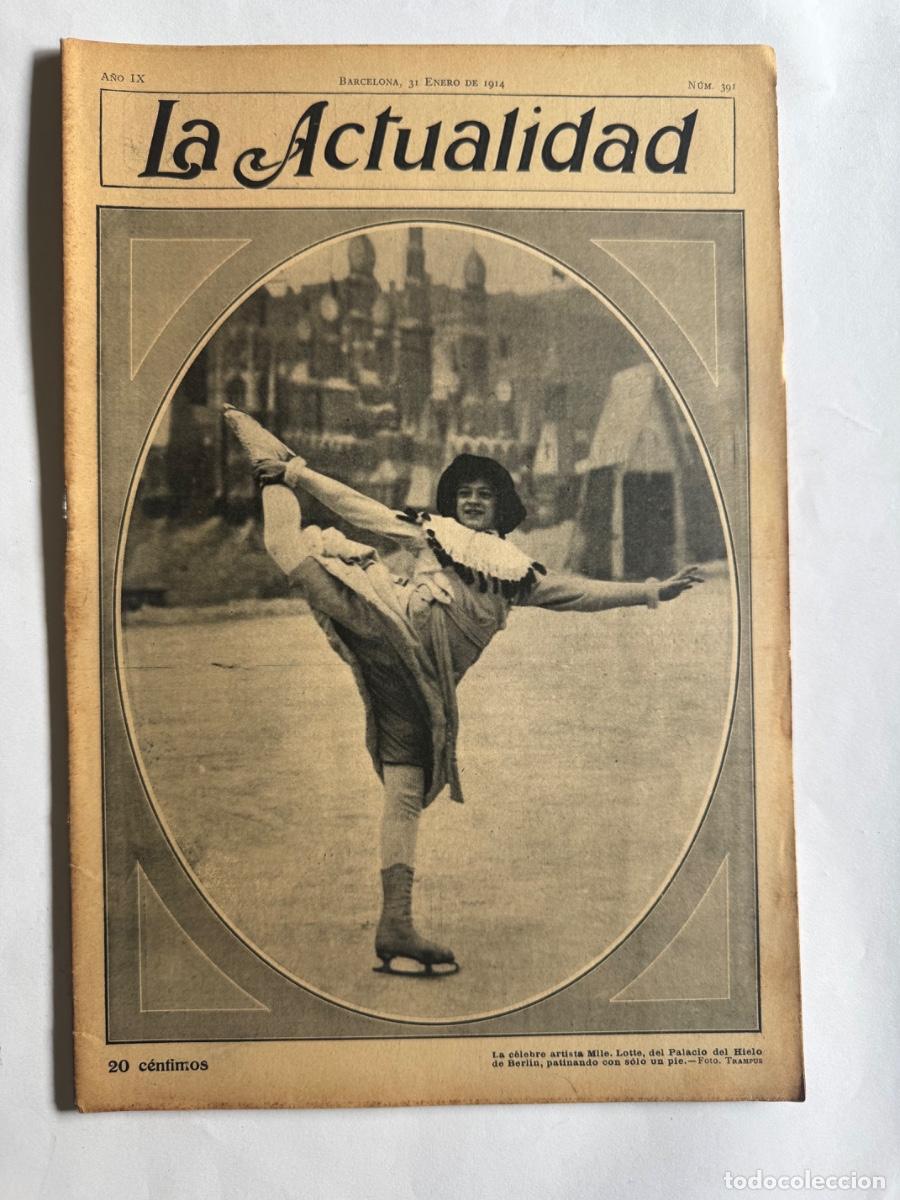 AÑO IX
BARCELONA, 31 ENERO DE 1914
NÚM. 391
La Actualidad
20 céntimos
La célebre artista Mlle. Lotte, del Palacio del Hielo
de Berlin, patinando con sólo un pie.—FOTO. TRAMPUS
todocoleccion